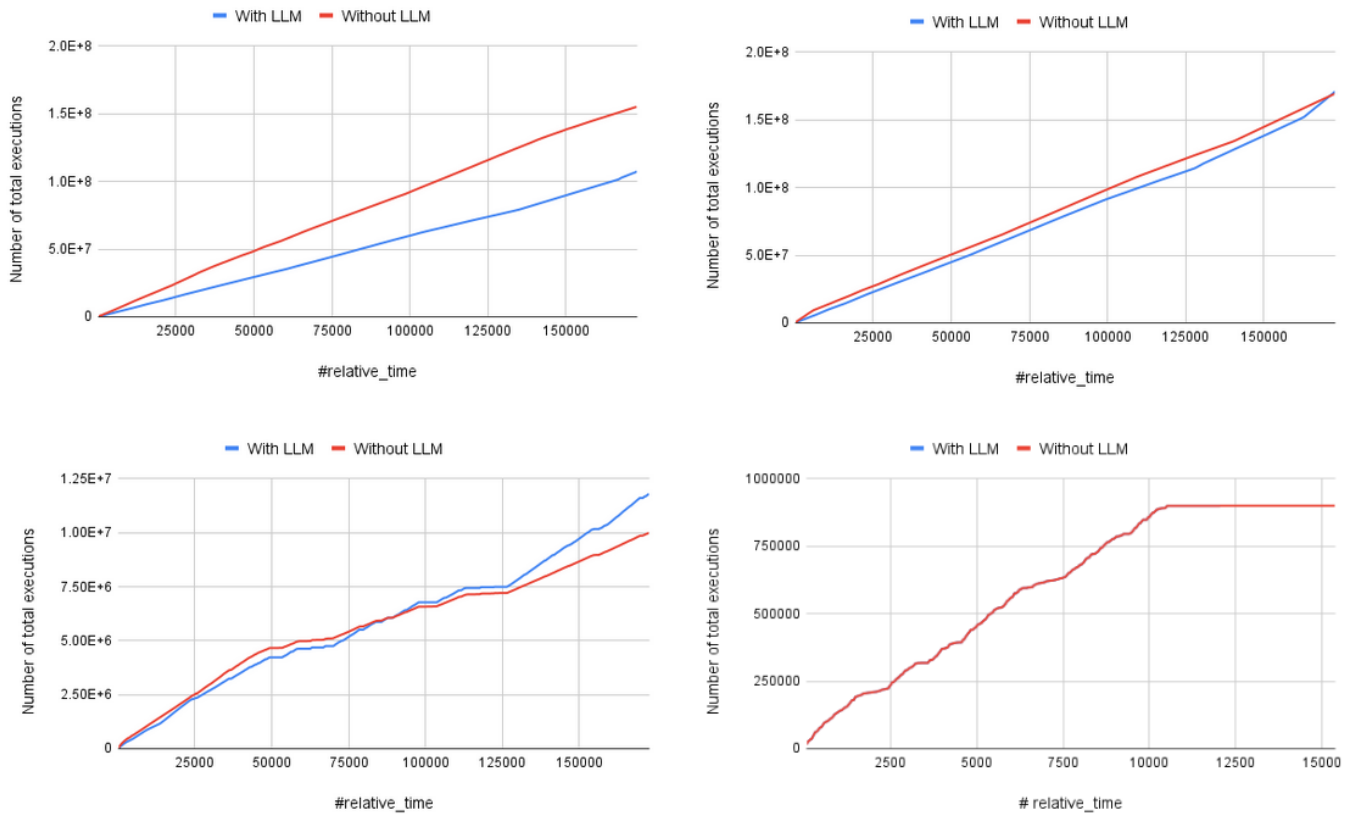 With LLM Without LLM
2.0E+8
1.5E+8
1.0E+8
5.0E+7
0
25000 50000 75000 100000 125000 150000
Number of total executions
#relative_time
With LLM Without LLM
2.0E+8
1.5E+8
1.0E+8
5.0E+7
0
25000 50000 75000 100000 125000 150000
Number of total executions
#relative_time
With LLM Without LLM
1.25E+7
1.00E+7
7.50E+6
5.00E+6
2.50E+6
0
25000 50000 75000 100000 125000 150000
Number of total executions
#relative_time
With LLM Without LLM
1000000
750000
500000
250000
0
2500 5000 7500 10000 12500 15000
Number of total executions
# relative_time